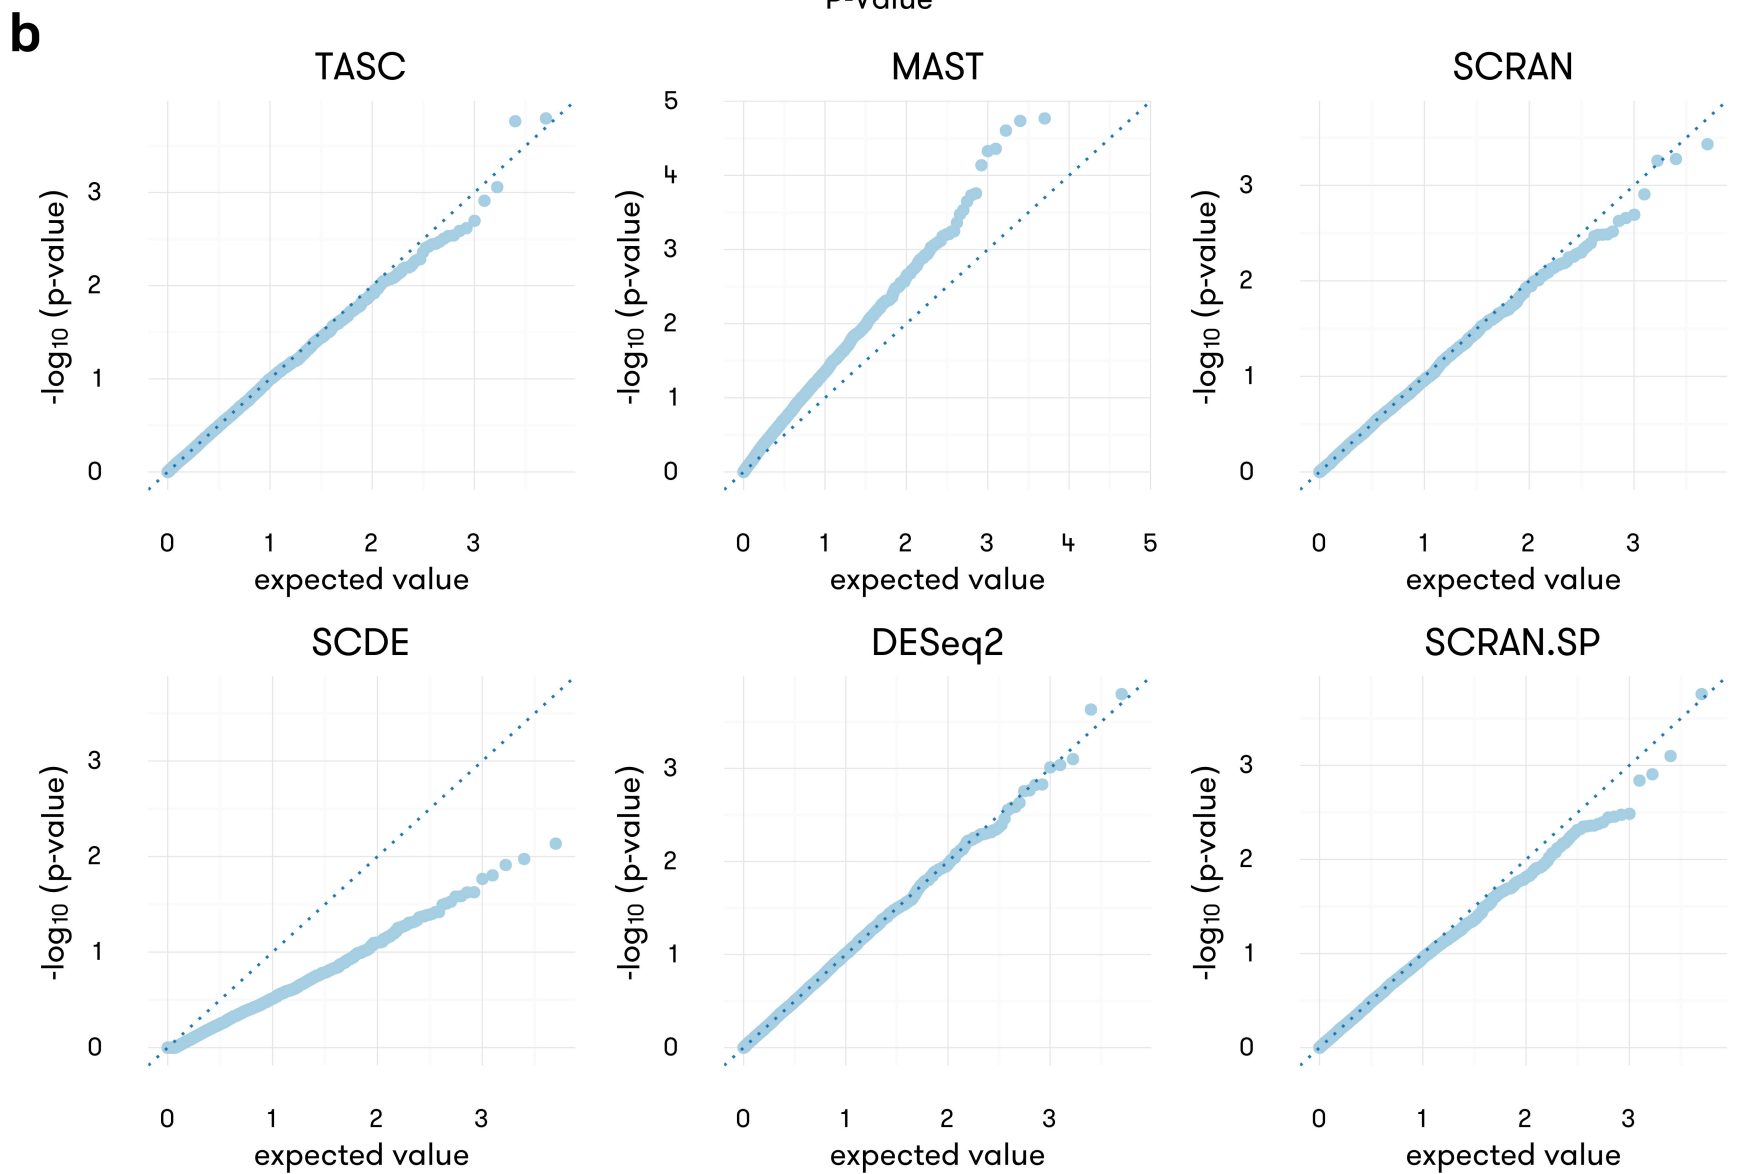 P-value
b
TASC
MAST
SCRAN
-log10 (p-value)
3
2
1
0
0 1 2 3
expected value
-log10 (p-value)
5
4
3
2
1
0
0 1 2 3 4 5
expected value
-log10 (p-value)
3
2
1
0
0 1 2 3
expected value
SCDE
DESeq2
SCRAN.SP
-log10 (p-value)
3
2
1
0
0 1 2 3
expected value
-log10 (p-value)
3
2
1
0
0 1 2 3
expected value
-log10 (p-value)
3
2
1
0
0 1 2 3
expected value